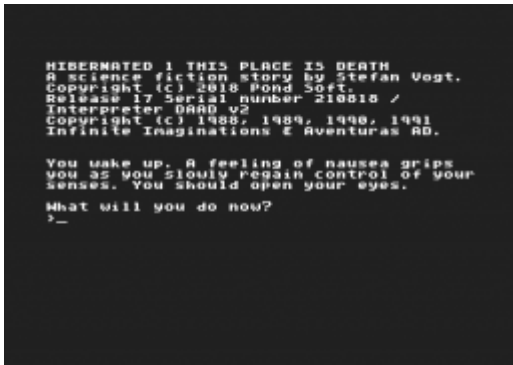 HIBERNATED 1 THIS PLACE IS DEATH
A science fiction story by Stefan Vogt.
Copyright (c) 2018 Pond Soft.
Release 17 Serial number 210818 /
Interpreter DAAD v2
Copyright (c) 1988, 1989, 1990, 1991
Infinite Imaginations & Aventuras AD.
You wake up. A feeling of nausea grips
you as you slowly regain control of your
senses. You should open your eyes.
What will you do now?
>_